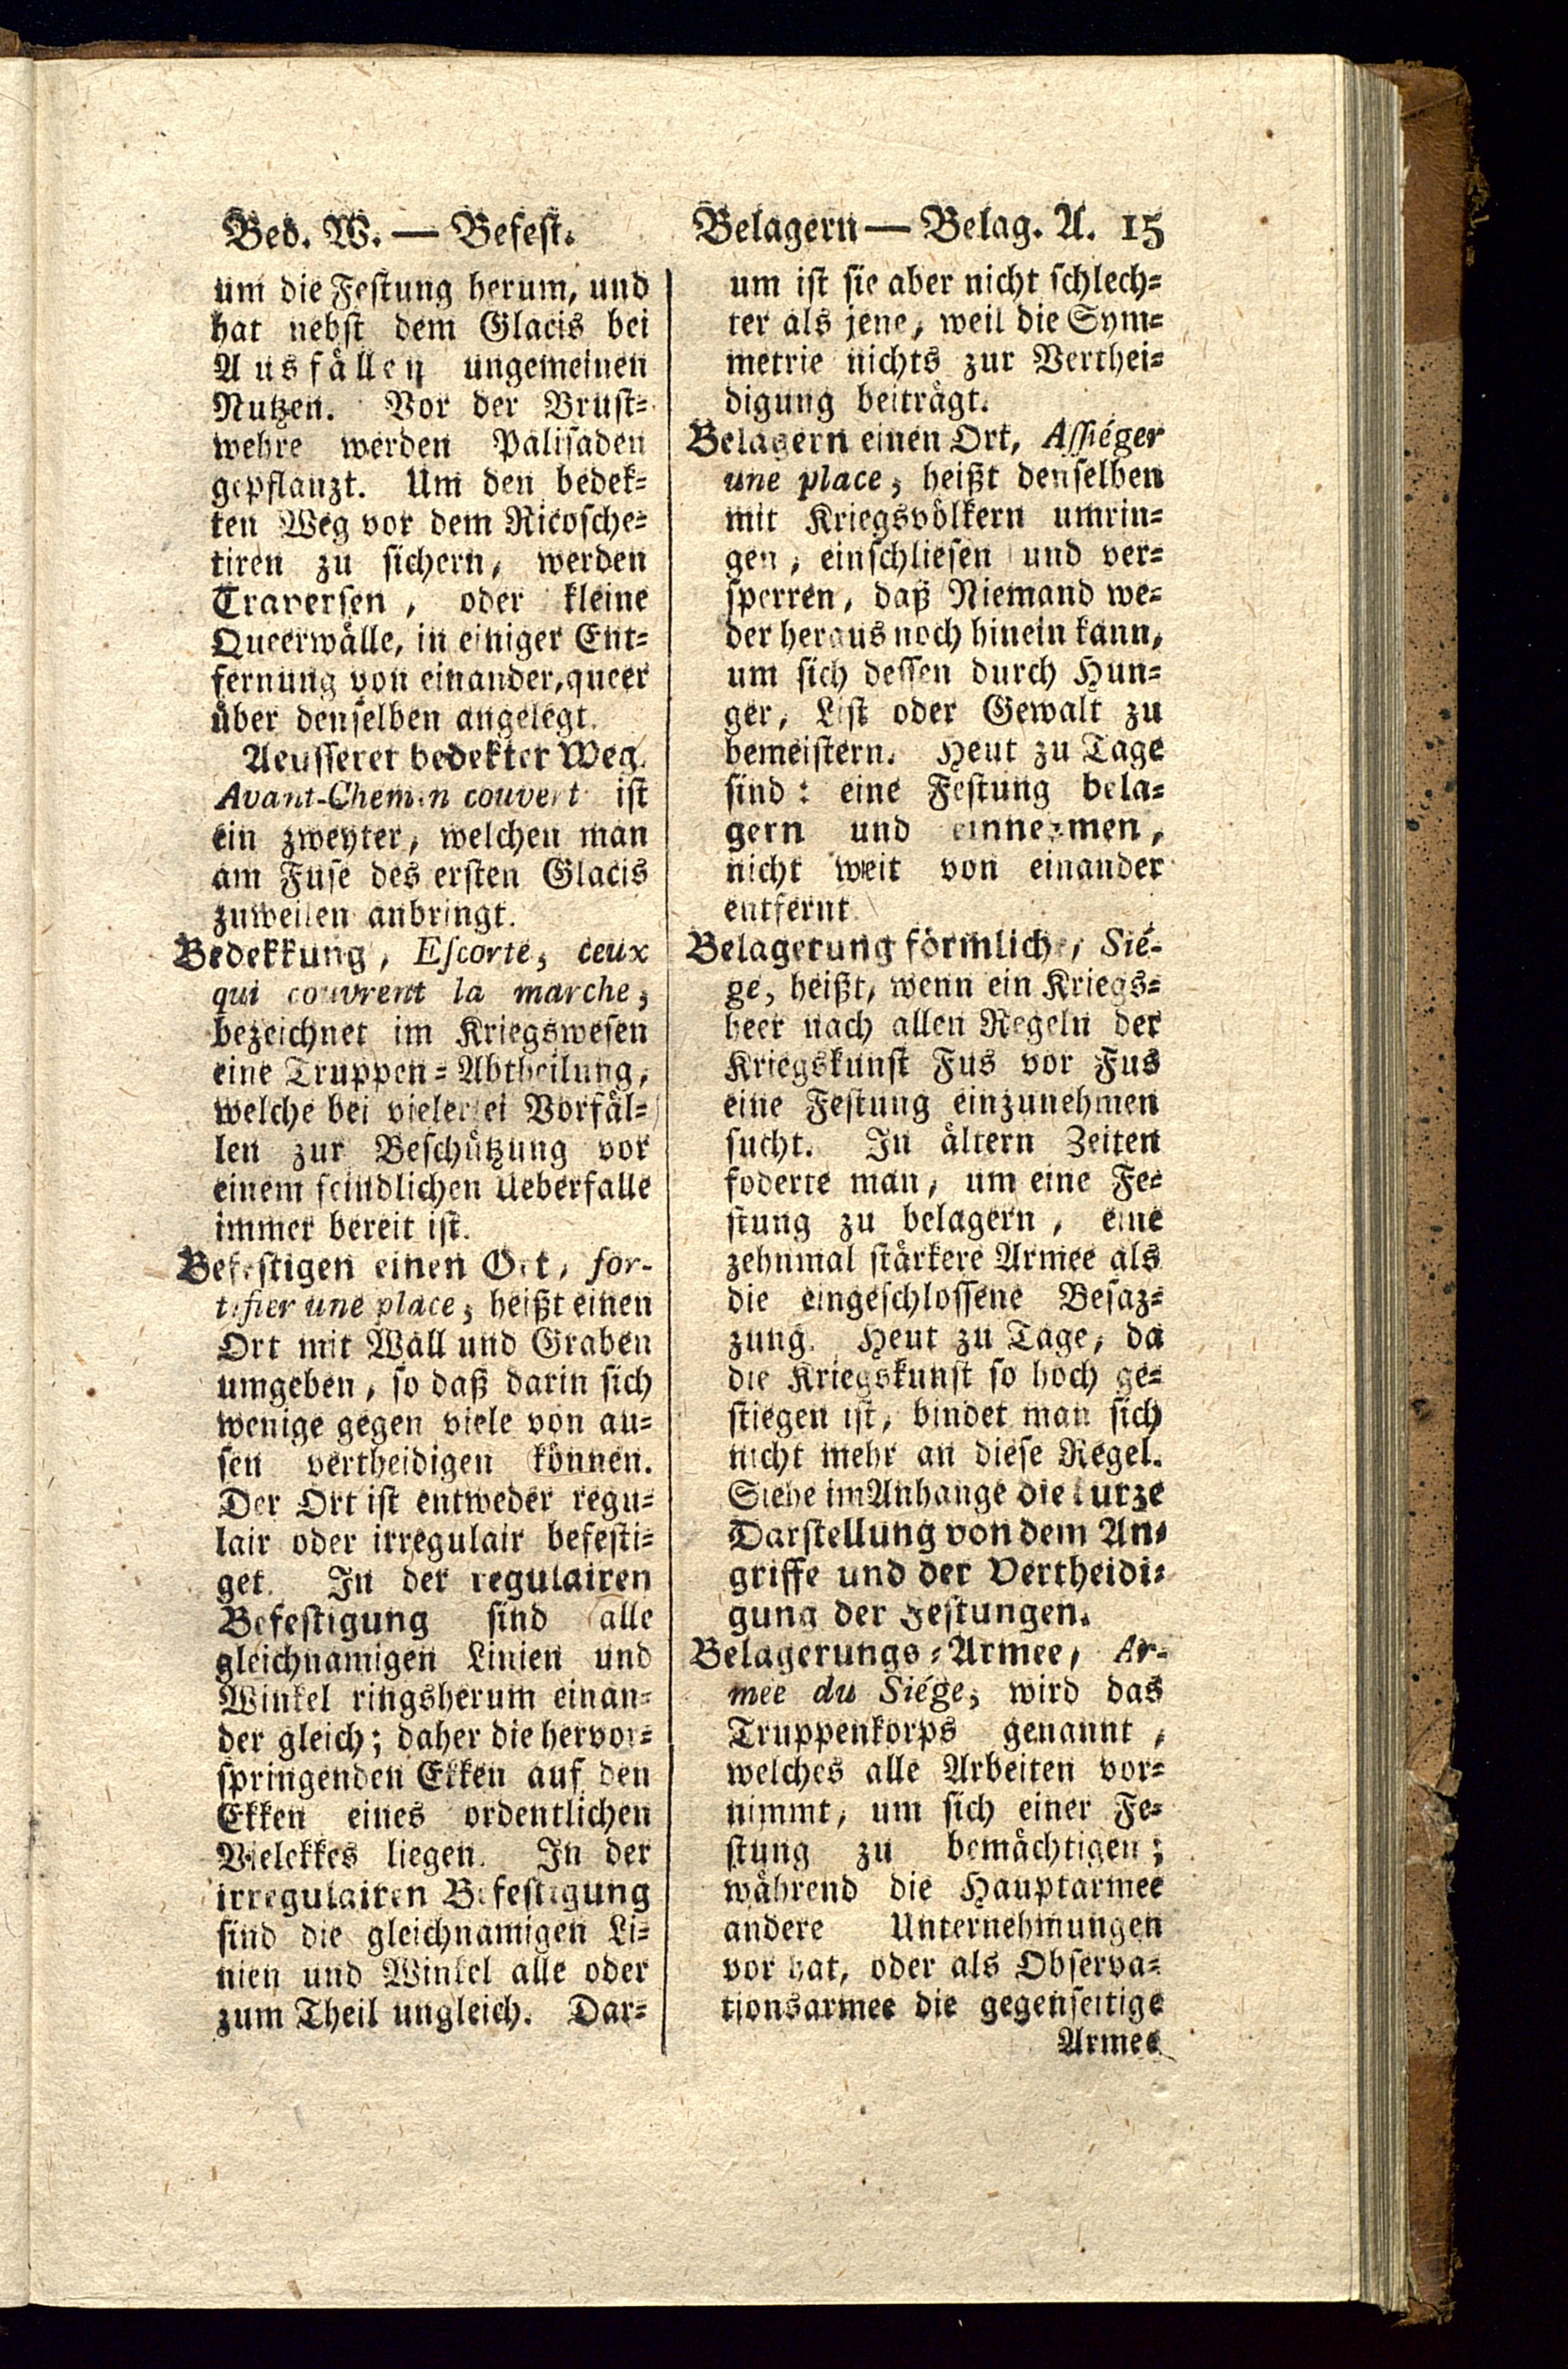 Bed. W. — Befest.
um die Festung herum, und
hat nebst dem Glacis bei
Ausfällen ungemeinen
Nutzen. Vor der Brust=
wehre werden Palisaden
gepflanzt. Um den bedek=
ten Weg vor dem Ricosche=
tiren zu sichern, werden
Traversen, oder kleine
Queerwälle, in einiger Ent=
fernung von einander, queer
über denselben angelegt.
Aeusserer bedekter Weg.
Avant-Chemin couvert ist
ein zweyter, welchen man
am Fuse des ersten Glacis
zuweilen anbringt.
Bedekkung, Escorte, ceux
qui couvrent la marche,
bezeichnet im Kriegswesen
eine Truppen=Abtheilung,
welche bei vielerlei Vorfäl=
len zur Beschützung vor
einem feindlichen Ueberfalle
immer bereit ist.
Befestigen einen Ort, for-
tifier une place, heißt einen
Ort mit Wall und Graben
umgeben, so daß darin sich
wenige gegen viele von au=
sen vertheidigen können.
Der Ort ist entweder regu=
lair oder irregulair befesti=
get. In der regulairen
Befestigung sind alle
gleichnamigen Linien und
Winkel ringsherum einan=
der gleich; daher die hervor=
springenden Ekken auf den
Ekken eines ordentlichen
Vielekkes liegen. In der
irregulairen Befestigung
sind die gleichnamigen Li=
nien und Winkel alle oder
zum Theil ungleich. Dar=
Belagern — Belag. A. 15
um ist sie aber nicht schlech=
ter als jene, weil die Sym=
metrie nichts zur Verthei=
digung beiträgt.
Belagern einen Ort, Assiéger
une place, heißt denselben
mit Kriegsvölkern umrin=
gen, einschliesen und ver=
sperren, daß Niemand we=
der heraus noch hinein kann,
um sich dessen durch Hun=
ger, List oder Gewalt zu
bemeistern. Heut zu Tage
sind: eine Festung bela=
gern und einnehmen,
nicht weit von einander
entfernt.
Belagerung förmliche, Sié-
ge, heißt, wenn ein Kriegs=
heer nach allen Regeln der
Kriegskunst Fus vor Fus
eine Festung einzunehmen
sucht. In ältern Zeiten
foderte man, um eine Fe=
stung zu belagern, eine
zehnmal stärkere Armee als
die eingeschlossene Besaz=
zung. Heut zu Tage, da
die Kriegskunst so hoch ge=
stiegen ist, bindet man sich
nicht mehr an diese Regel.
Siehe im Anhange die kurze
Darstellung von dem An=
griffe und der Vertheidi=
gung der Festungen.
Belagerungs=Armee, Ar-
mee du Siége, wird das
Truppenkorps genannt,
welches alle Arbeiten vor=
nimmt, um sich einer Fe=
stung zu bemächtigen;
während die Hauptarmee
andere Unternehmungen
vor hat, oder als Observa=
tionsarmee die gegenseitige
Armee